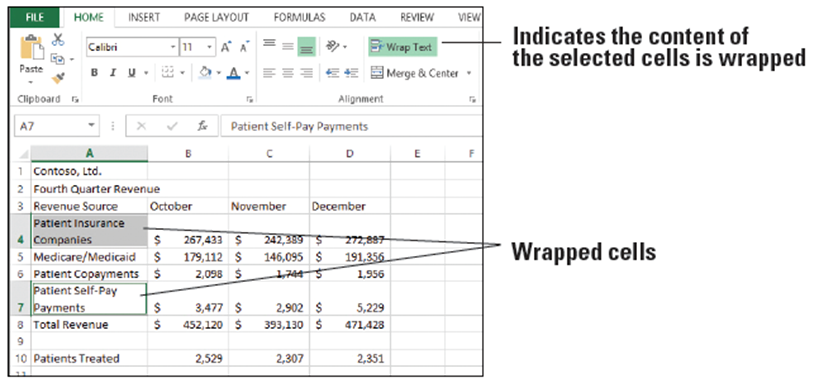 FILE HOME INSERT PAGE LAYOUT FORMULAS DATA REVIEW VIEW
Indicates the content of
the selected cells is wrapped
Calibri 11 A A Wrap Text
Paste B I U A Merge & Center
Clipboard Font Alignment
A7 fx Patient Self-Pay Payments
A B C D E F
1 Contoso, Ltd.
2 Fourth Quarter Revenue
3 Revenue Source October November December
Patient Insurance
4 Companies $ 267,433 $ 242,389 $ 272,887
Wrapped cells
5 Medicare/Medicaid $ 179,112 $ 146,095 $ 191,356
6 Patient Copayments $ 2,098 $ 1,744 $ 1,956
Patient Self-Pay
7 Payments $ 3,477 $ 2,902 $ 5,229
8 Total Revenue $ 452,120 $ 393,130 $ 471,428
9
10 Patients Treated 2,529 2,307 2,351